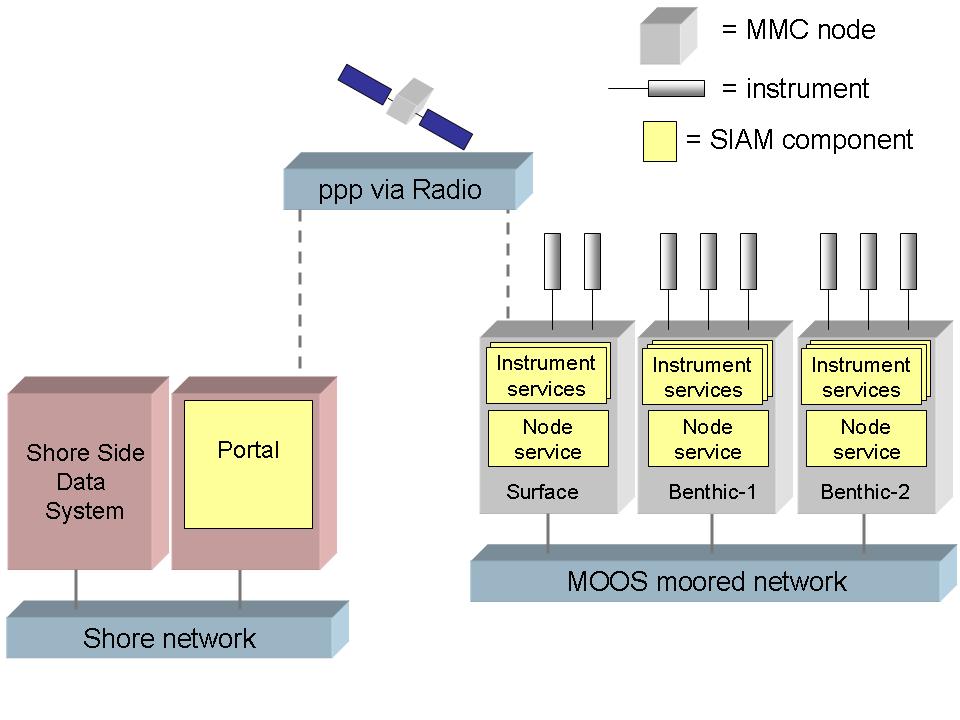 = MMC node
= instrument
= SIAM component
ppp via Radio
Instrument
services
Node
service
Surface
Instrument
services
Node
service
Benthic-1
Instrument
services
Node
service
Benthic-2
Shore Side
Data
System
Portal
MOOS moored network
Shore network